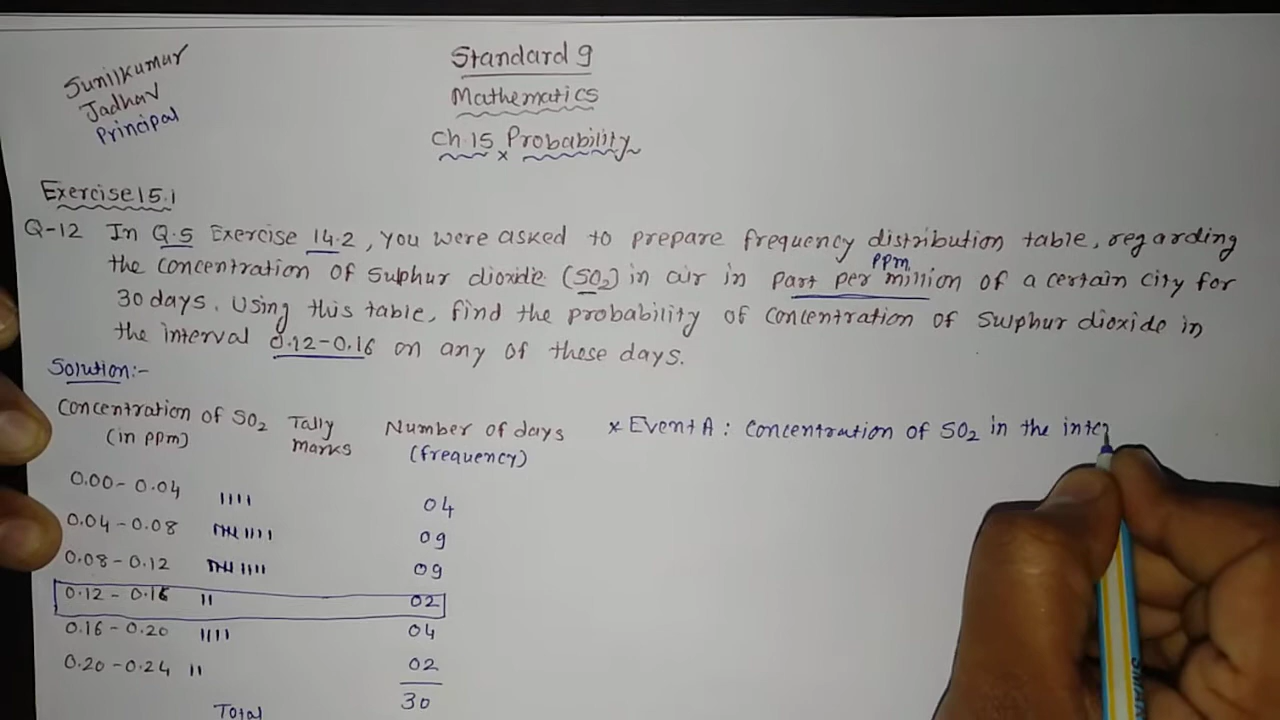 Sunilkumar
Jadhav
Principal
Standard 9
Mathematics
Ch.15 Probability
Exercise 15.1
Q-12 In Q.5 Exercise 14.2, you were asked to prepare frequency distribution table, regarding
PPM
the concentration of Sulphur dioxide (SO2) in air in part per million of a certain city for
30 days. Using this table, find the probability of concentration of Sulphur dioxide in
the interval 0.12-0.16 on any of these days.
Solution:-
Concentration of SO2 Tally Number of days
(in ppm) marks (frequency)
* Event A : Concentration of SO2 in the inter
0.00 - 0.04 |||| 04
0.04 - 0.08 |||| |||| 09
0.08 - 0.12 |||| |||| 09
0.12 - 0.16 || 02
0.16 - 0.20 |||| 04
0.20 - 0.24 || 02
Total 30